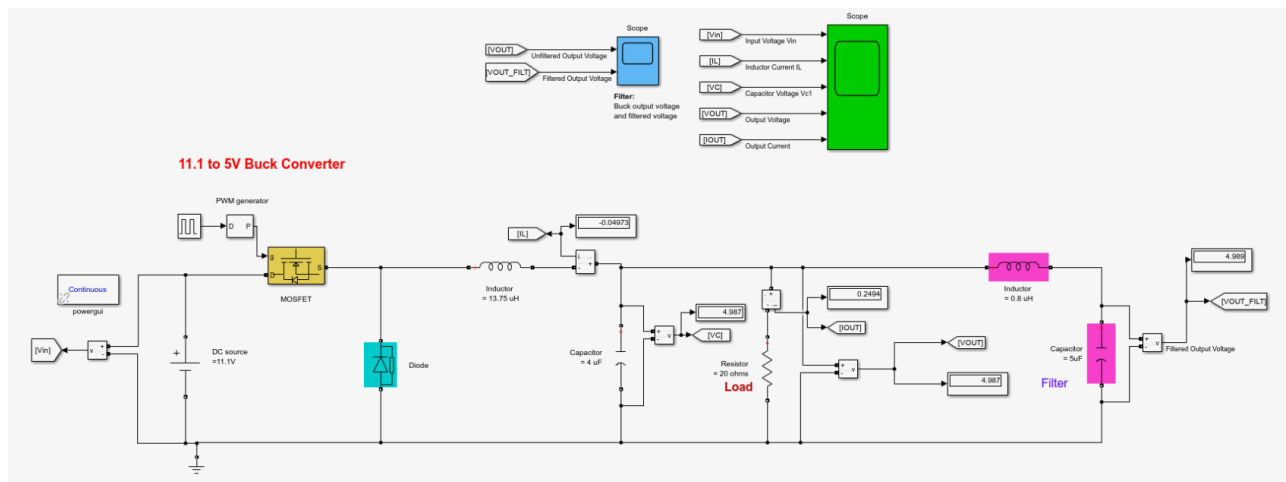 Scope
[VOUT]
Unfiltered Output Voltage
[VOUT_FILT]
Filtered Output Voltage
Filter:
Buck output voltage
and filtered voltage
Scope
[Vin]
Input Voltage Vin
[IL]
Inductor Current IL
[VC]
Capacitor Voltage Vc1
[VOUT]
Output Voltage
[IOUT]
Output Current
11.1 to 5V Buck Converter
PWM generator
D P
g
D
S
MOSFET
Continuous
powergui
[Vin]
v
+
-
+
DC source
=11.1V
Diode
Inductor
= 13.75 uH
[IL]
-0.04973
i
+
-
Capacitor
= 4 uF
+
-
v
4.987
[VC]
+
-
0.2494
[IOUT]
Resistor
= 20 ohms
Load
+
-
v
[VOUT]
4.987
Inductor
= 0.8 uH
Capacitor
= 5uF
Filter
+
-
v
4.989
[VOUT_FILT]
Filtered Output Voltage